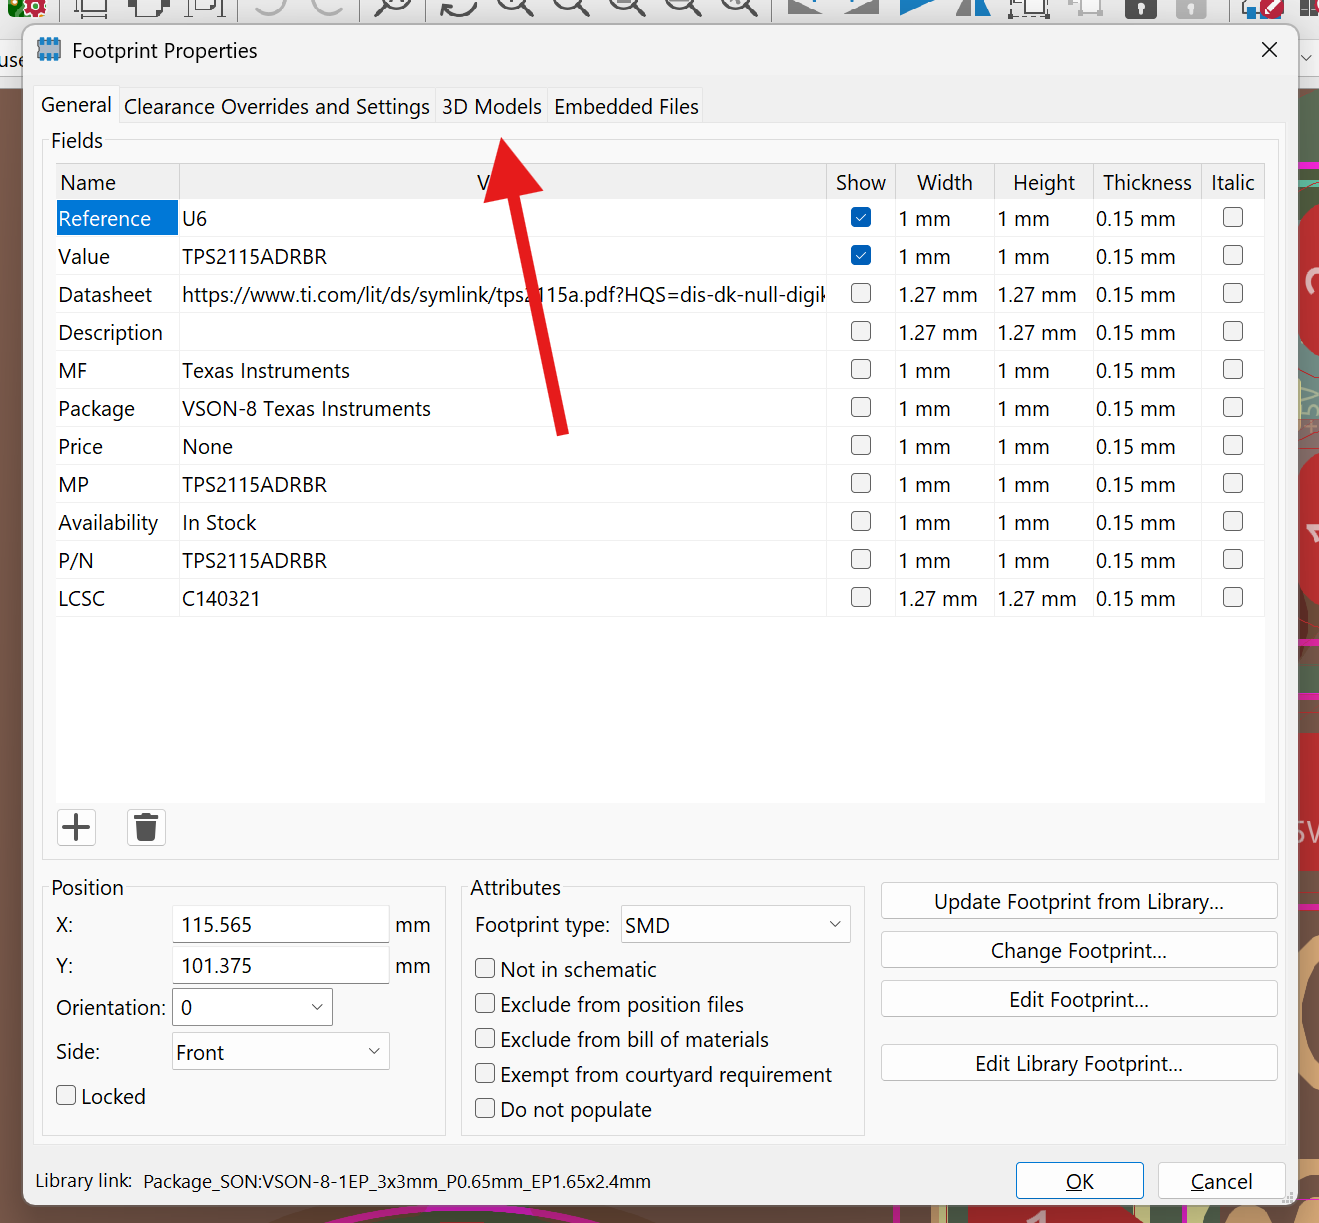 Footprint Properties
General Clearance Overrides and Settings 3D Models Embedded Files
Fields
Name V Show Width Height Thickness Italic
Reference U6 1 mm 1 mm 0.15 mm
Value TPS2115ADRBR 1 mm 1 mm 0.15 mm
Datasheet https://www.ti.com/lit/ds/symlink/tps2115a.pdf?HQS=dis-dk-null-digik 1.27 mm 1.27 mm 0.15 mm
Description 1.27 mm 1.27 mm 0.15 mm
MF Texas Instruments 1 mm 1 mm 0.15 mm
Package VSON-8 Texas Instruments 1 mm 1 mm 0.15 mm
Price None 1 mm 1 mm 0.15 mm
MP TPS2115ADRBR 1 mm 1 mm 0.15 mm
Availability In Stock 1 mm 1 mm 0.15 mm
P/N TPS2115ADRBR 1 mm 1 mm 0.15 mm
LCSC C140321 1.27 mm 1.27 mm 0.15 mm
+5V
Position
X: 115.565 mm
Y: 101.375 mm
Orientation: 0
Side: Front
Locked
Attributes
Footprint type: SMD
Not in schematic
Exclude from position files
Exclude from bill of materials
Exempt from courtyard requirement
Do not populate
Update Footprint from Library...
Change Footprint...
Edit Footprint...
Edit Library Footprint...
Library link: Package_SON:VSON-8-1EP_3x3mm_P0.65mm_EP1.65x2.4mm
OK Cancel